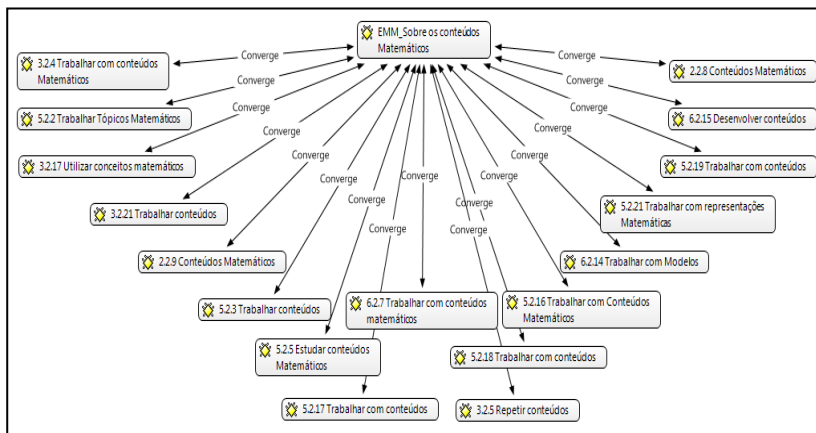 EMM_Sobre os conteúdos
Matemáticos
3.2.4 Trabalhar com conteúdos
Matemáticos
Converge
Converge
2.2.8 Conteúdos Matemáticos
Converge
Converge
5.2.2 Trabalhar Tópicos Matemáticos
Converge
Converge
6.2.15 Desenvolver conteúdos
Converge
Converge
3.2.17 Utilizar conceitos matemáticos
5.2.19 Trabalhar com conteúdos
Converge
Converge
3.2.21 Trabalhar conteúdos
Converge
Converge
5.2.21 Trabalhar com representações
Matemáticas
Converge
Converge
Converge
Converge
2.2.9 Conteúdos Matemáticos
6.2.14 Trabalhar com Modelos
5.2.3 Trabalhar conteúdos
6.2.7 Trabalhar com conteúdos
matemáticos
5.2.16 Trabalhar com Conteúdos
Matemáticos
5.2.5 Estudar conteúdos
Matemáticos
5.2.18 Trabalhar com conteúdos
5.2.17 Trabalhar com conteúdos
3.2.5 Repetir conteúdos